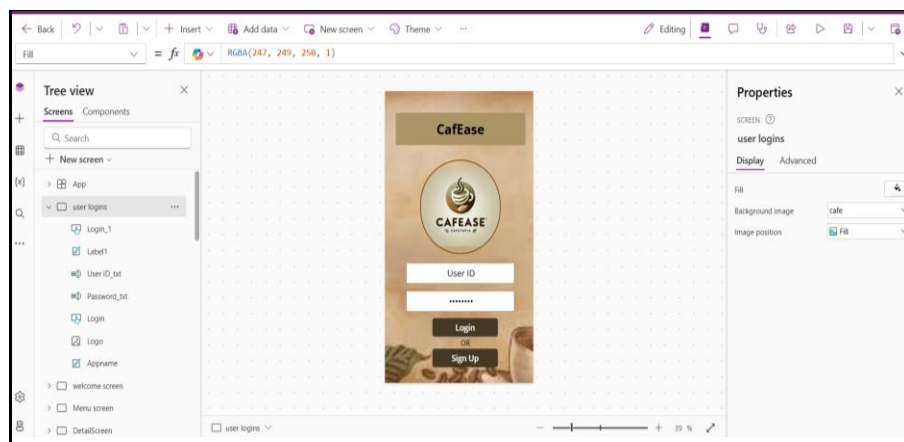 Back
Insert
Add data
New screen
Theme
Editing
Fill
= fx
RGBA(247, 249, 250, 1)
Tree view
Screens
Components
Search
New screen
App
user logins
Login_1
Label1
User ID_txt
Password_txt
Login
Logo
Appname
welcome screen
Menu screen
DetailScreen
CafEase
CAFEASE
CAFETERIA
User ID
Login
OR
Sign Up
user logins
39 %
Properties
SCREEN
user logins
Display
Advanced
Fill
Background image
cafe
Image position
Fill